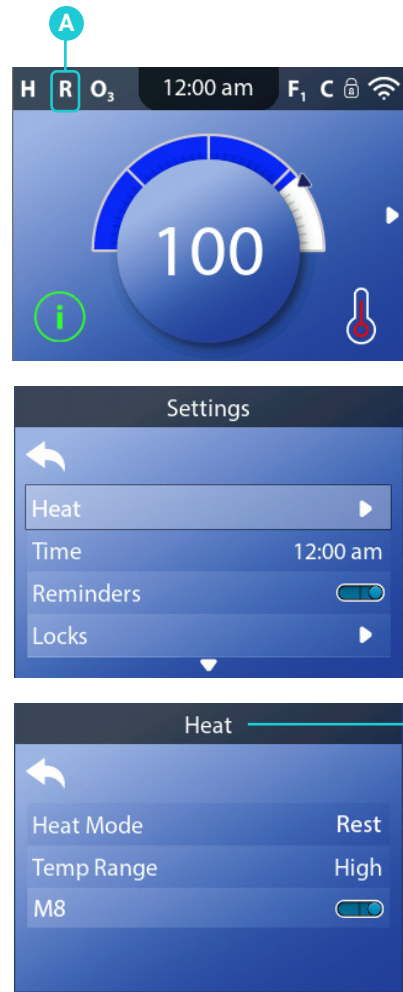 A
H R O₃ 12:00 am F₁ C
100
i
Settings
Heat
Time 12:00 am
Reminders
Locks
Heat
Heat Mode Rest
Temp Range High
M8